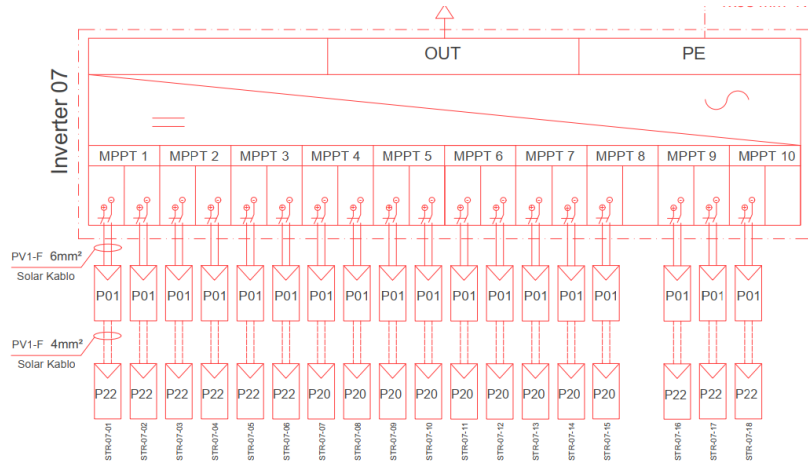 OUT PE
Inverter 07
MPPT 1 MPPT 2 MPPT 3 MPPT 4 MPPT 5 MPPT 6 MPPT 7 MPPT 8 MPPT 9 MPPT 10
PV1-F 6mm²
Solar Kablo
P01 P01 P01 P01 P01 P01 P01 P01 P01 P01 P01 P01 P01 P01 P01 P01 P01 P01
PV1-F 4mm²
Solar Kablo
P22 P22 P22 P22 P22 P22 P20 P20 P20 P20 P20 P20 P20 P20 P20 P22 P22 P22
STR-07-01 STR-07-02 STR-07-03 STR-07-04 STR-07-05 STR-07-06 STR-07-07 STR-07-08 STR-07-09 STR-07-10 STR-07-11 STR-07-12 STR-07-13 STR-07-14 STR-07-15 STR-07-16 STR-07-17 STR-07-18